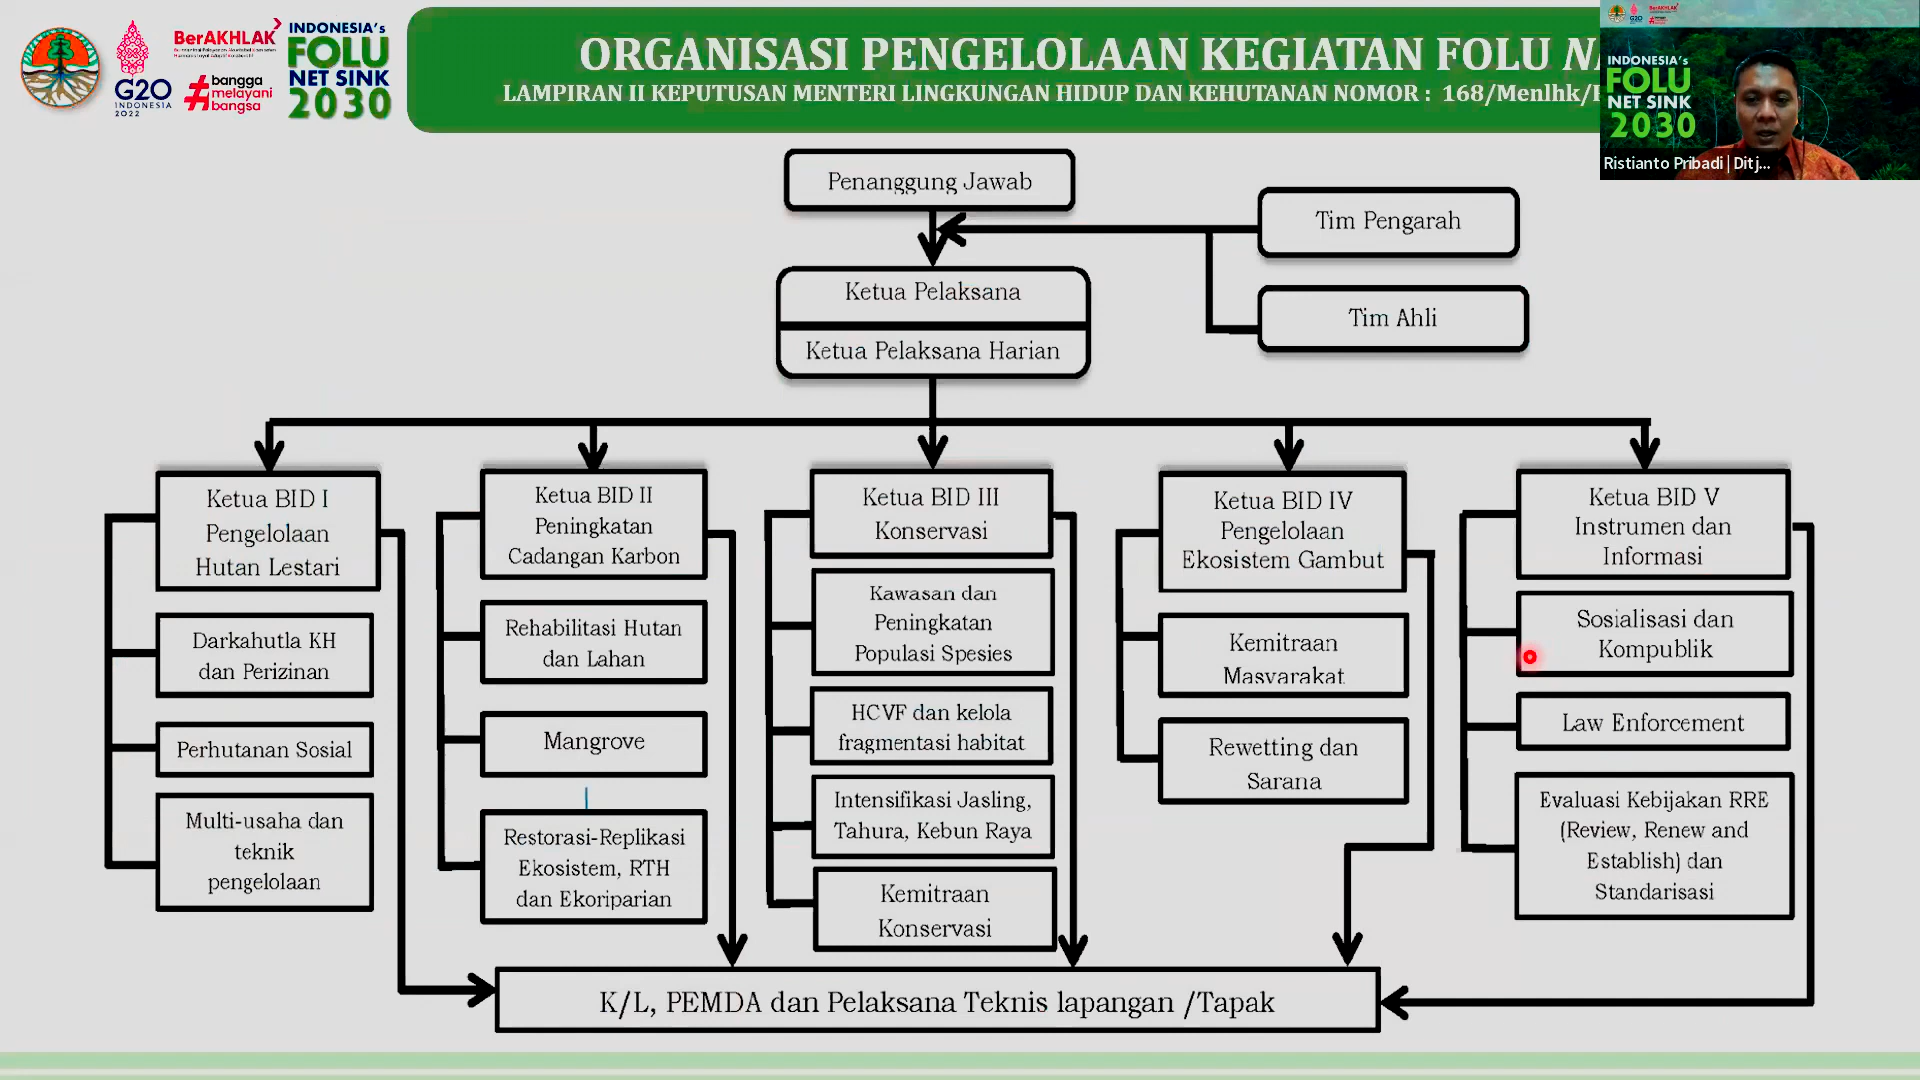 BerAKHLAK
G20
INDONESIA
2022
#bangga
melayani
bangsa
INDONESIA's
FOLU
NET SINK
2030
ORGANISASI PENGELOLAAN KEGIATAN FOLU
LAMPIRAN II KEPUTUSAN MENTERI LINGKUNGAN HIDUP DAN KEHUTANAN NOMOR : 168/Menlhk/
INDONESIA's
FOLU
NET SINK
2030
Ristianto Pribadi | Ditj...
Penanggung Jawab
Tim Pengarah
Ketua Pelaksana
Ketua Pelaksana Harian
Tim Ahli
Ketua BID I
Pengelolaan
Hutan Lestari
Darkahutla KH
dan Perizinan
Perhutanan Sosial
Multi-usaha dan
teknik
pengelolaan
Ketua BID II
Peningkatan
Cadangan Karbon
Rehabilitasi Hutan
dan Lahan
Mangrove
Restorasi-Replikasi
Ekosistem, RTH
dan Ekoriparian
Ketua BID III
Konservasi
Kawasan dan
Peningkatan
Populasi Spesies
HCVF dan kelola
fragmentasi habitat
Intensifikasi Jasling,
Tahura, Kebun Raya
Kemitraan
Konservasi
Ketua BID IV
Pengelolaan
Ekosistem Gambut
Kemitraan
Masyarakat
Rewetting dan
Sarana
Ketua BID V
Instrumen dan
Informasi
Sosialisasi dan
Kompublik
Law Enforcement
Evaluasi Kebijakan RRE
(Review, Renew and
Establish) dan
Standarisasi
K/L, PEMDA dan Pelaksana Teknis lapangan /Tapak